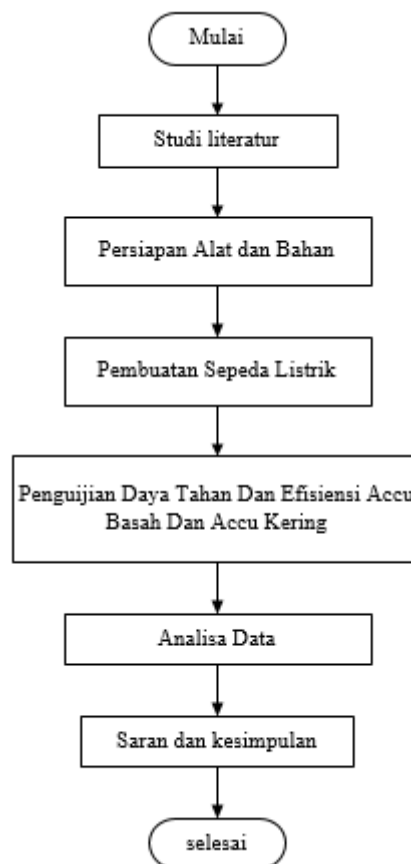 Mulai
Studi literatur
Persiapan Alat dan Bahan
Pembuatan Sepeda Listrik
Penguijian Daya Tahan Dan Efisiensi Accu
Basah Dan Accu Kering
Analisa Data
Saran dan kesimpulan
selesai